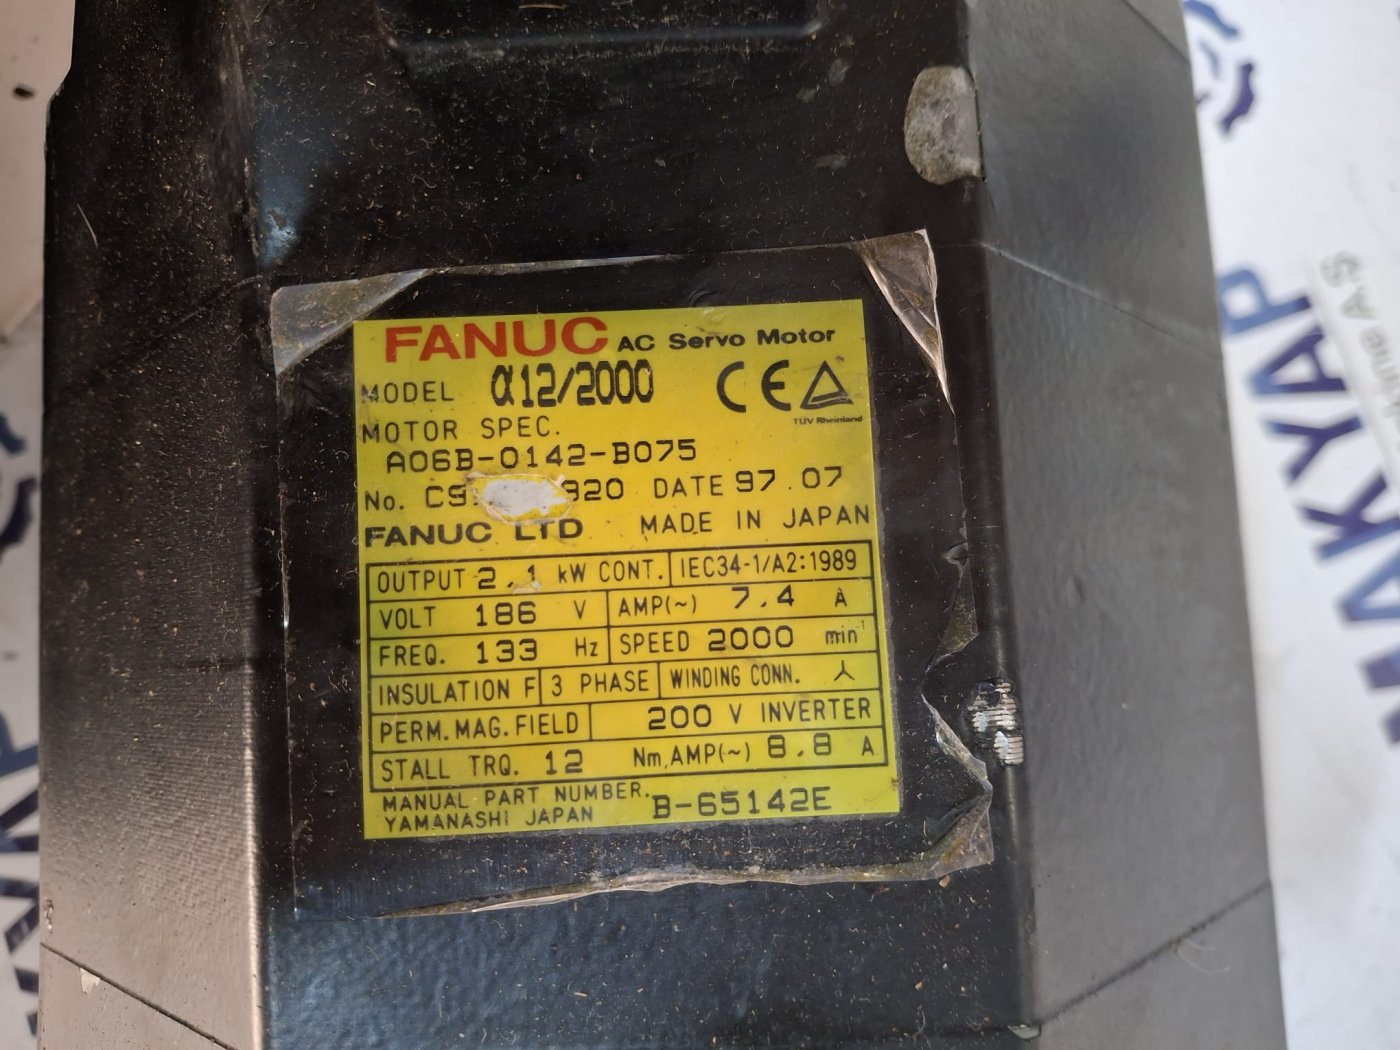 FANUC AC Servo Motor
MODEL α12/2000 CE
TÜV Rheinland
MOTOR SPEC.
A06B-0142-B075
No. DATE 97.07
FANUC LTD MADE IN JAPAN
OUTPUT 2.1 kW CONT. IEC34-1/A2:1989
VOLT 186 V AMP(~) 7.4 A
FREQ. 133 Hz SPEED 2000 min⁻¹
INSULATION F 3 PHASE WINDING CONN.
PERM.MAG.FIELD 200 V INVERTER
STALL TRQ. 12 Nm,AMP(~) 8.8 A
MANUAL PART NUMBER. B-65142E
YAMANASHI JAPAN
AKYAP
A.S